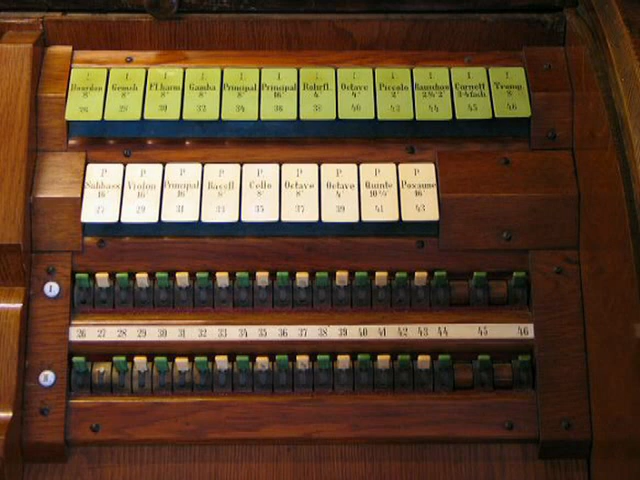 I
Bourdon
8'
26
I
Gemsh.
8'
28
I
Fl.harm.
8'
30
I
Gamba
8'
32
I
Principal
8'
34
I
Principal
16'
36
I
Rohrfl.
4'
38
I
Octave
4'
40
I
Piccolo
2'
42
I
2⅔' 2'
44
I
Cornett
3-4fach
45
I
Tromp.
8'
46
P
Subbass
16'
27
P
Violon
16'
29
P
Principal
16'
31
P
Bassfl
8'
33
P
Cello
8'
35
P
Octave
8'
37
P
Octave
4'
39
P
Quinte
10⅔'
41
P
Posaune
16'
43
I
26 27 28 29 30 31 32 33 34 35 36 37 38 39 40 41 42 43 44 45 46
II